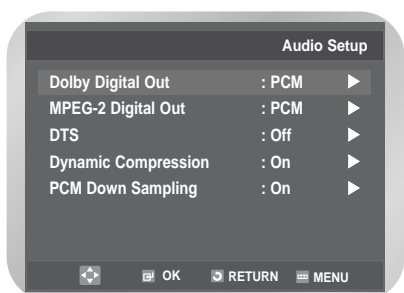 Audio Setup
Dolby Digital Out : PCM
MPEG-2 Digital Out : PCM
DTS : Off
Dynamic Compression : On
PCM Down Sampling : On
OK RETURN MENU